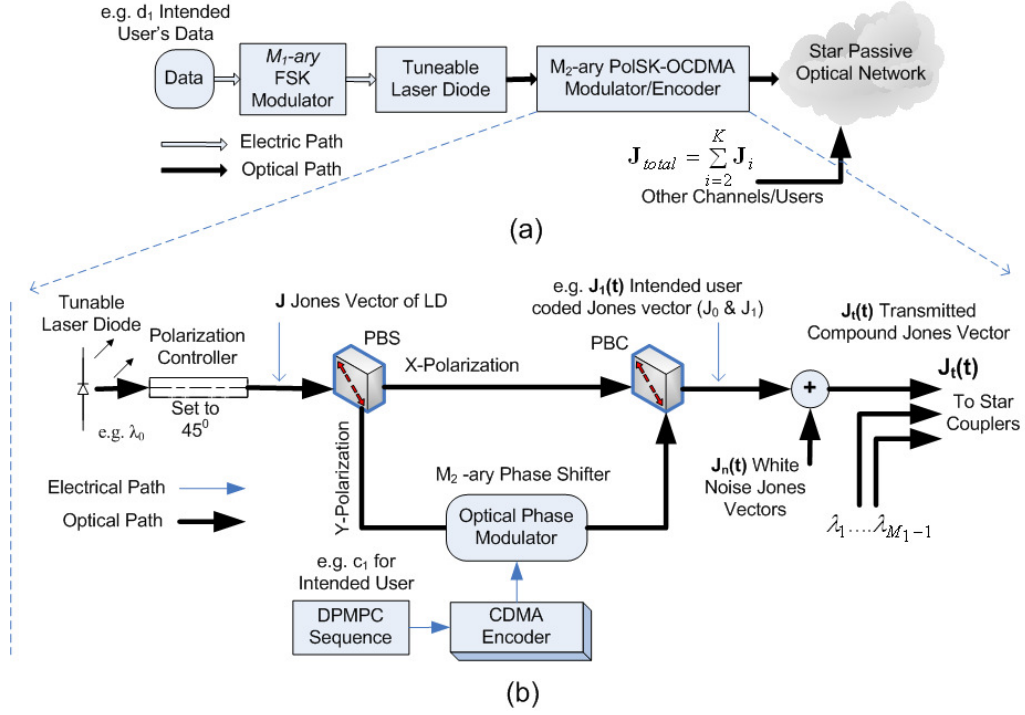 e.g. d1 Intended
User's Data
Data
M1-ary
FSK
Modulator
Tuneable
Laser Diode
M2-ary PolSK-OCDMA
Modulator/Encoder
Star Passive
Optical Network
Electric Path
Optical Path
J_total = Σ_{i=2}^{K} J_i
Other Channels/Users
(a)
Tunable
Laser Diode
Polarization
Controller
J Jones Vector of LD
e.g. J1(t) Intended user
coded Jones vector (J0 & J1)
Jt(t) Transmitted
Compound Jones Vector
PBS
PBC
X-Polarization
Jt(t)
+
To Star
Couplers
e.g. λ0
Set to
45⁰
Y-Polarization
M2 -ary Phase Shifter
Jn(t) White
Noise Jones
Vectors
Electrical Path
Optical Path
Optical Phase
Modulator
λ1....λM1−1
e.g. c1 for
Intended User
DPMPC
Sequence
CDMA
Encoder
(b)